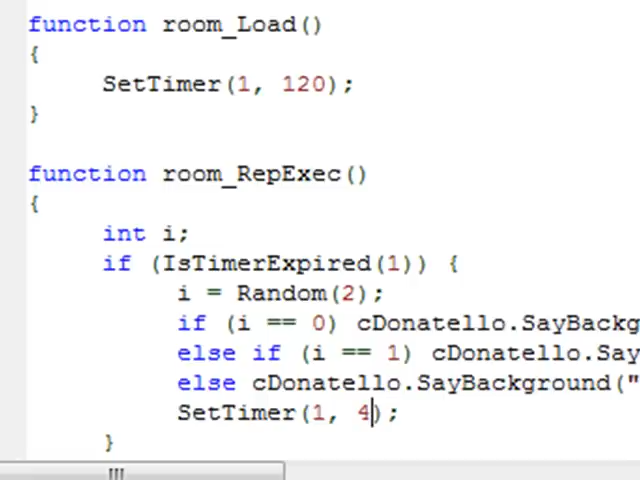 function room_Load()
{
SetTimer(1, 120);
}
function room_RepExec()
{
int i;
if (IsTimerExpired(1)) {
i = Random(2);
if (i == 0) cDonatello.SayBackg
else if (i == 1) cDonatello.Say
else cDonatello.SayBackground("
SetTimer(1, 4);
}